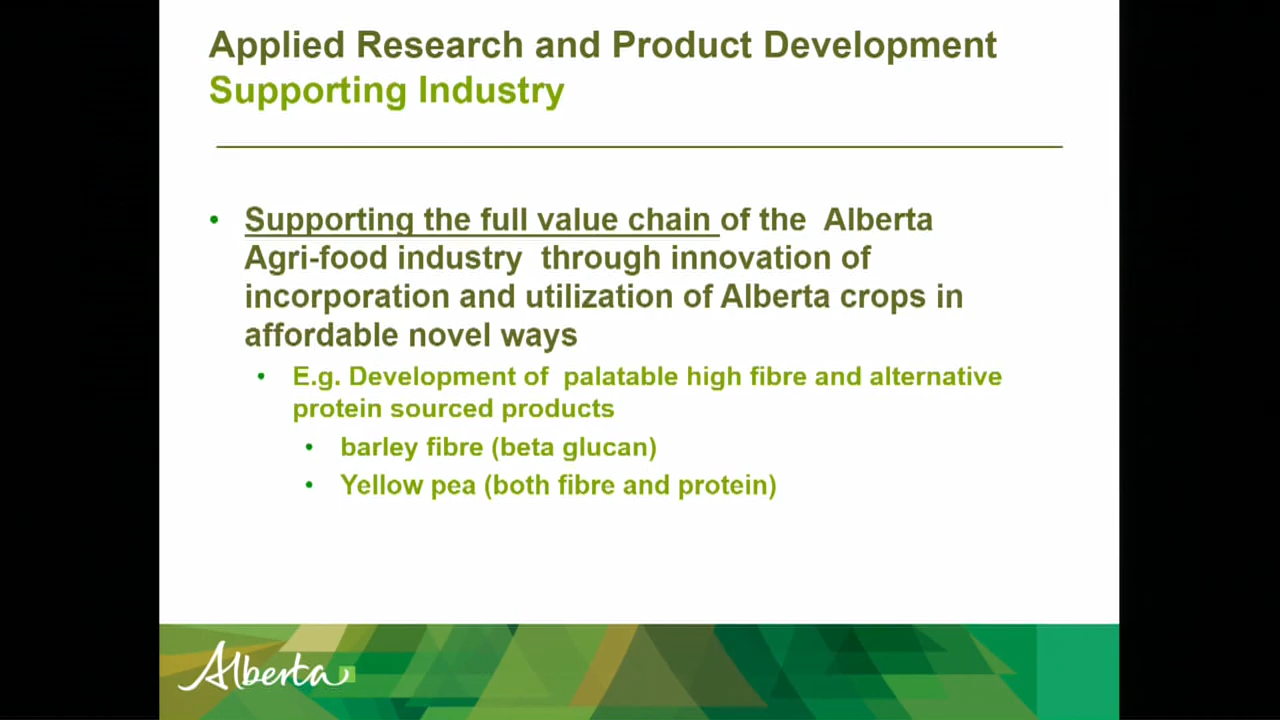 Applied Research and Product Development
Supporting Industry
• Supporting the full value chain of the Alberta
Agri-food industry through innovation of
incorporation and utilization of Alberta crops in
affordable novel ways
• E.g. Development of palatable high fibre and alternative
protein sourced products
• barley fibre (beta glucan)
• Yellow pea (both fibre and protein)
Alberta